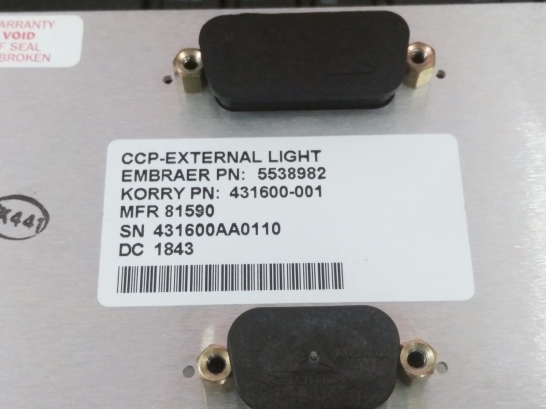 WARRANTY
VOID
IF SEAL
BROKEN
CCP-EXTERNAL LIGHT
EMBRAER PN: 5538982
KORRY PN: 431600-001
MFR 81590
SN 431600AA0110
DC 1843
K441